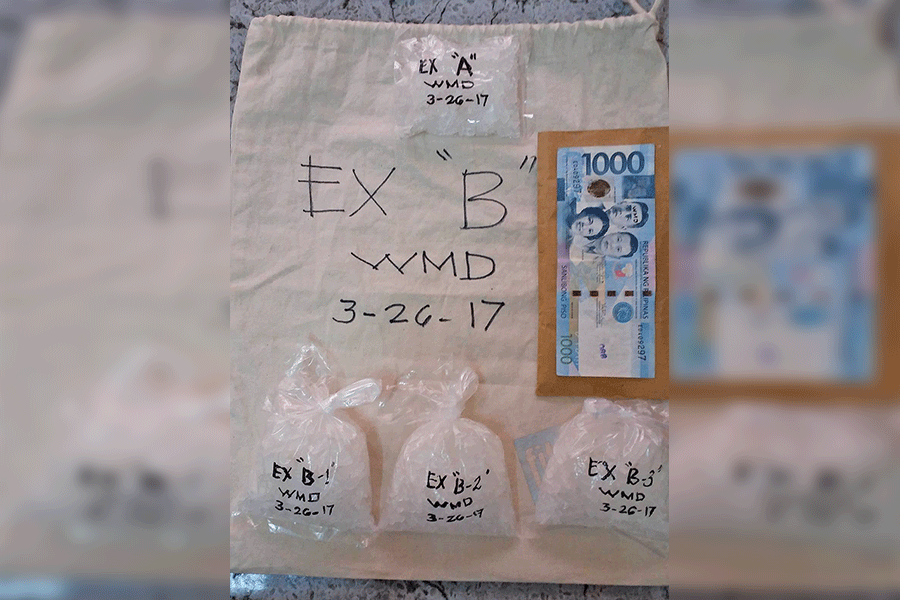 EX "A"
WMD
3-26-17
EX "B"
WMD
3-26-17
1000
WMD
REPUBLIKA NG PILIPINAS
SANLIBONG PISO
1000
EX "B-1"
WMD
3-26-17
EX "B-2"
WMD
3-26-17
EX "B-3"
WMD
3-26-17